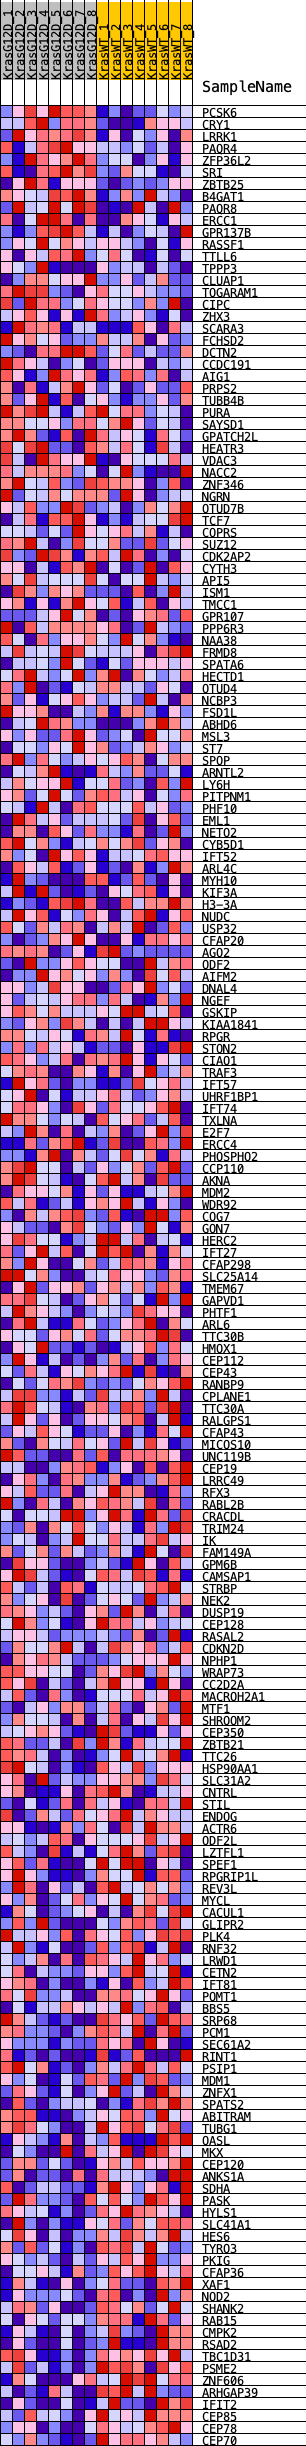 KrasG12D_1
KrasG12D_2
KrasG12D_3
KrasG12D_4
KrasG12D_5
KrasG12D_6
KrasG12D_7
KrasG12D_8
KrasWT_1
KrasWT_2
KrasWT_3
KrasWT_4
KrasWT_5
KrasWT_6
KrasWT_7
KrasWT_8
SampleName
PCSK6
CRY1
LRRK1
PAQR4
ZFP36L2
SRI
ZBTB25
B4GAT1
PAQR8
ERCC1
GPR137B
RASSF1
TTLL6
TPPP3
CLUAP1
TOGARAM1
CIPC
ZHX3
SCARA3
FCHSD2
DCTN2
CCDC191
AIG1
PRPS2
TUBB4B
PURA
SAYSD1
GPATCH2L
HEATR3
VDAC3
NACC2
ZNF346
NGRN
OTUD7B
TCF7
COPRS
SUZ12
CDK2AP2
CYTH3
API5
ISM1
TMCC1
GPR107
PPP6R3
NAA38
FRMD8
SPATA6
HECTD1
OTUD4
NCBP3
FSD1L
ABHD6
MSL3
ST7
SPOP
ARNTL2
LY6H
PITPNM1
PHF10
EML1
NETO2
CYB5D1
IFT52
ARL4C
MYH10
KIF3A
H3-3A
NUDC
USP32
CFAP20
AGO2
ODF2
AIFM2
DNAL4
NGEF
GSKIP
KIAA1841
RPGR
STON2
CIAO1
TRAF3
IFT57
UHRF1BP1
IFT74
TXLNA
E2F7
ERCC4
PHOSPHO2
CCP110
AKNA
MDM2
WDR92
COG7
GON7
HERC2
IFT27
CFAP298
SLC25A14
TMEM67
GAPVD1
PHTF1
ARL6
TTC30B
HMOX1
CEP112
CEP43
RANBP9
CPLANE1
TTC30A
RALGPS1
CFAP43
MICOS10
UNC119B
CEP19
LRRC49
RFX3
RABL2B
CRACDL
TRIM24
IK
FAM149A
GPM6B
CAMSAP1
STRBP
NEK2
DUSP19
CEP128
RASAL2
CDKN2D
NPHP1
WRAP73
CC2D2A
MACROH2A1
MTF1
SHROOM2
CEP350
ZBTB21
TTC26
HSP90AA1
SLC31A2
CNTRL
STIL
ENDOG
ACTR6
ODF2L
LZTFL1
SPEF1
RPGRIP1L
REV3L
MYCL
CACUL1
GLIPR2
PLK4
RNF32
LRWD1
CETN2
IFT81
POMT1
BBS5
SRP68
PCM1
SEC61A2
RINT1
PSIP1
MDM1
ZNFX1
SPATS2
ABITRAM
TUBG1
OASL
MKX
CEP120
ANKS1A
SDHA
PASK
HYLS1
SLC41A1
HES6
TYRO3
PKIG
CFAP36
XAF1
NOD2
SHANK2
RAB15
CMPK2
RSAD2
TBC1D31
PSME2
ZNF606
ARHGAP39
IFIT2
CEP85
CEP78
CEP70